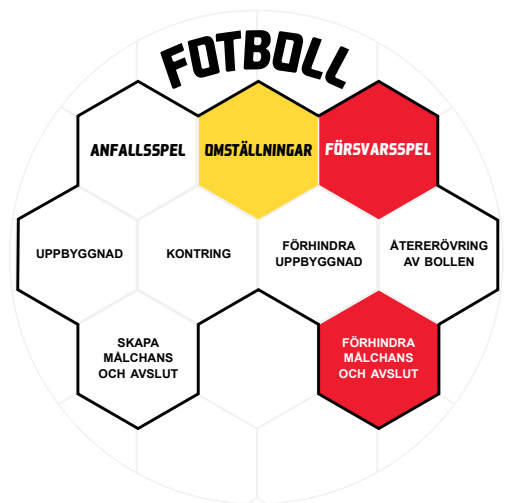 FOTBOLL
ANFALLSSPEL
OMSTÄLLNINGAR
FÖRSVARSSPEL
UPPBYGGNAD
KONTRING
FÖRHINDRA
UPPBYGGNAD
ÅTERERÖVRING
AV BOLLEN
SKAPA
MÅLCHANS
OCH AVSLUT
FÖRHINDRA
MÅLCHANS
OCH AVSLUT